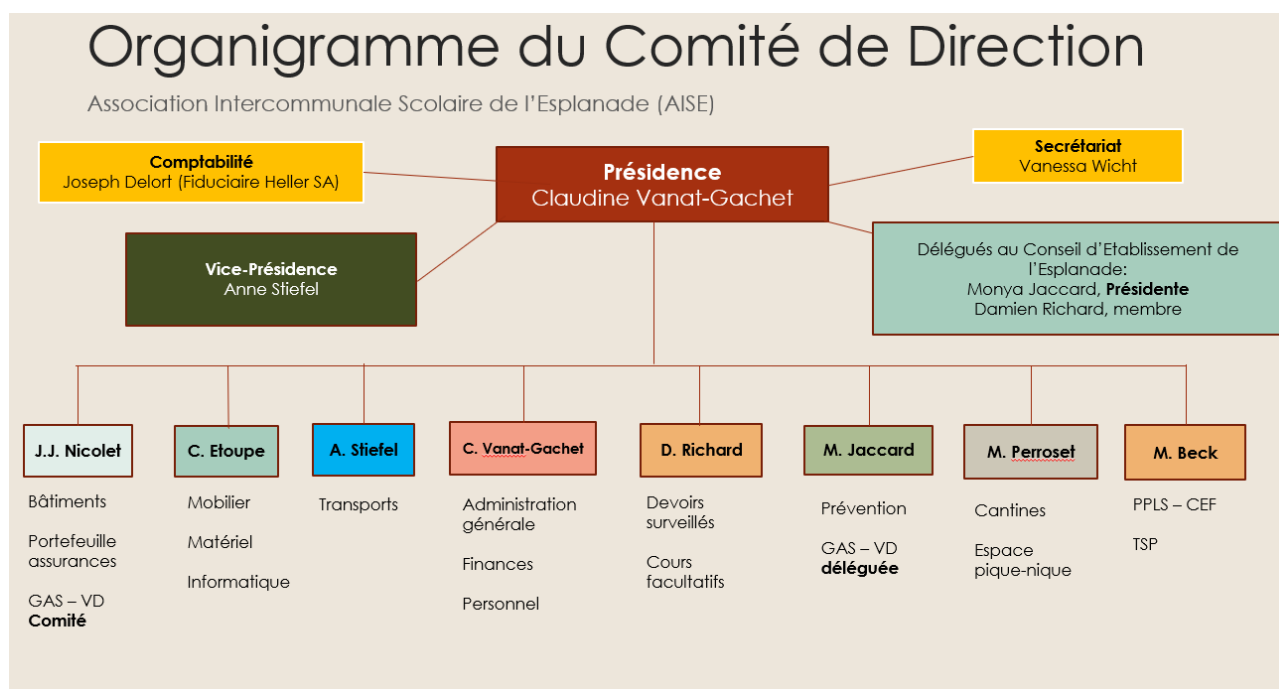 Organigramme du Comité de Direction
Association Intercommunale Scolaire de l'Esplanade (AISE)
Comptabilité
Joseph Delort (Fiduciaire Heller SA)
Présidence
Claudine Vanat-Gachet
Secrétariat
Vanessa Wicht
Vice-Présidence
Anne Stiefel
Délégués au Conseil d'Etablissement de
l'Esplanade:
Monya Jaccard, Présidente
Damien Richard, membre
J.J. Nicolet
Bâtiments
Portefeuille
assurances
GAS – VD
Comité
C. Etoupe
Mobilier
Matériel
Informatique
A. Stiefel
Transports
C. Vanat-Gachet
Administration
générale
Finances
Personnel
D. Richard
Devoirs
surveillés
Cours
facultatifs
M. Jaccard
Prévention
GAS – VD
déléguée
M. Perroset
Cantines
Espace
pique-nique
M. Beck
PPLS – CEF
TSP